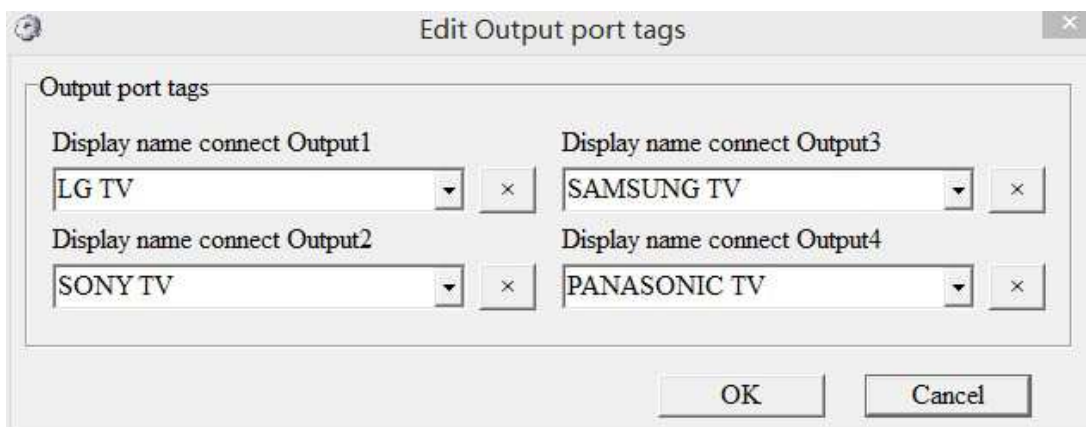 Edit Output port tags
×
Output port tags
Display name connect Output1
Display name connect Output3
LG TV
×
SAMSUNG TV
×
Display name connect Output2
Display name connect Output4
SONY TV
×
PANASONIC TV
×
OK
Cancel